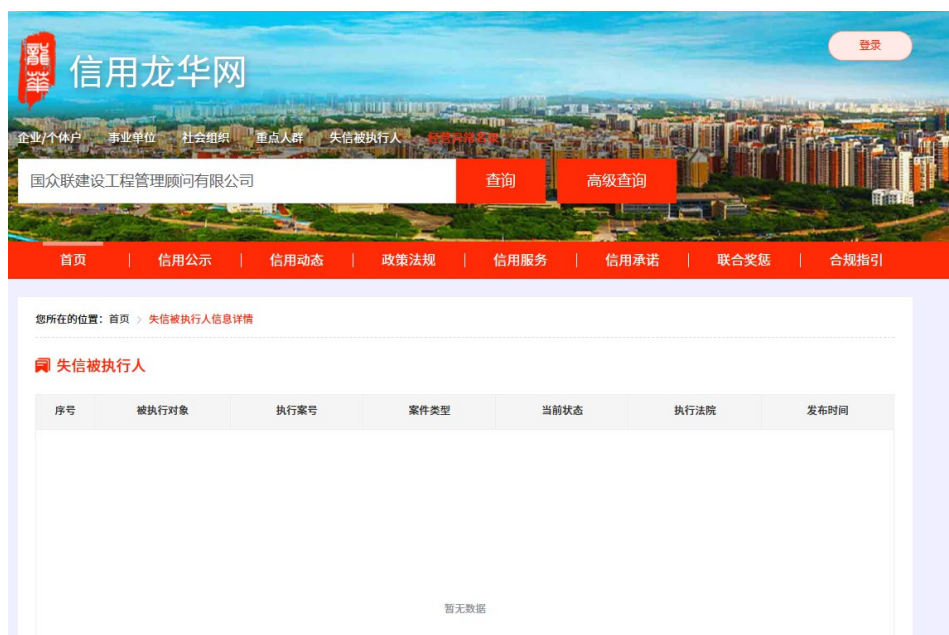 龍華
信用龙华网
登录
企业/个体户 事业单位 社会组织 重点人群 失信被执行人 经营异常名录
国众联建设工程管理顾问有限公司 查询 高级查询
首页 | 信用公示 | 信用动态 | 政策法规 | 信用服务 | 信用承诺 | 联合奖惩 | 合规指引
您所在的位置：首页 > 失信被执行人信息详情
失信被执行人
序号 被执行对象 执行案号 案件类型 当前状态 执行法院 发布时间
暂无数据